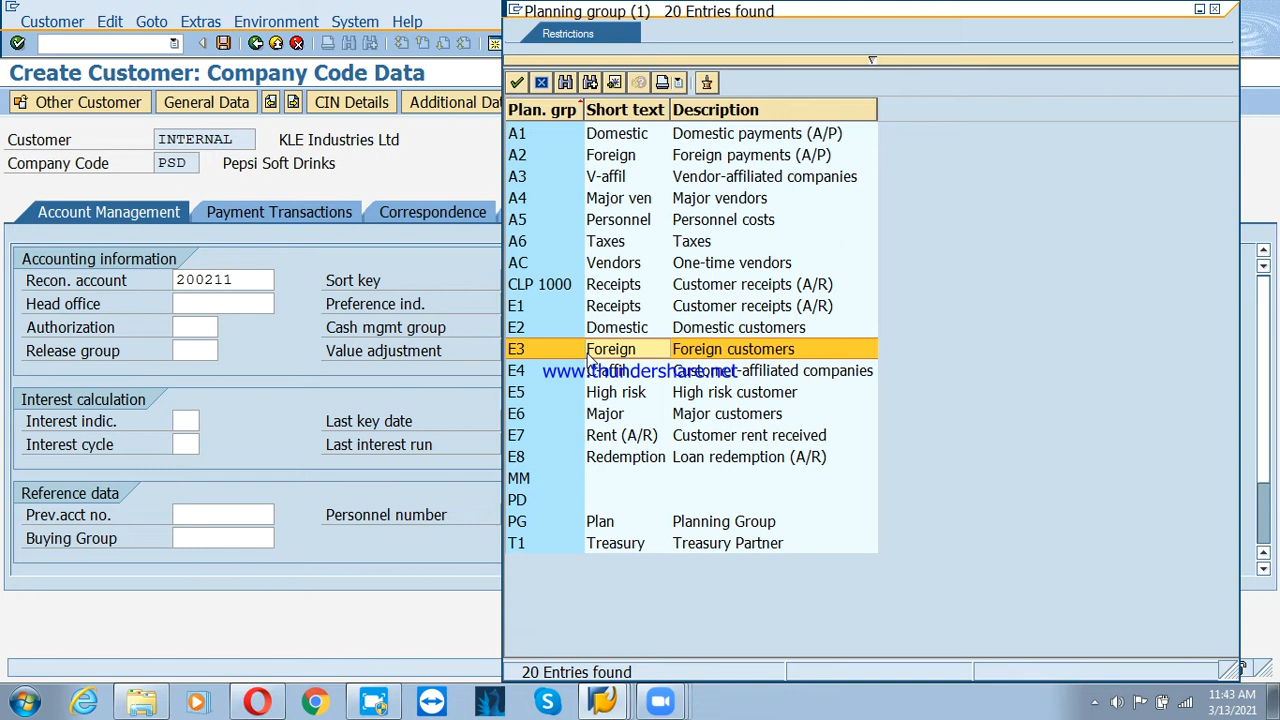 Customer Edit Goto Extras Environment System Help
Create Customer: Company Code Data
Other Customer General Data CIN Details Additional Dat
Customer INTERNAL KLE Industries Ltd
Company Code PSD Pepsi Soft Drinks
Account Management Payment Transactions Correspondence
Accounting information
Recon. account 200211 Sort key
Head office Preference ind.
Authorization Cash mgmt group
Release group Value adjustment
Interest calculation
Interest indic. Last key date
Interest cycle Last interest run
Reference data
Prev.acct no. Personnel number
Buying Group
Planning group (1) 20 Entries found
Restrictions
Plan. grp Short text Description
A1 Domestic Domestic payments (A/P)
A2 Foreign Foreign payments (A/P)
A3 V-affil Vendor-affiliated companies
A4 Major ven Major vendors
A5 Personnel Personnel costs
A6 Taxes Taxes
AC Vendors One-time vendors
CLP 1000 Receipts Customer receipts (A/R)
E1 Receipts Customer receipts (A/R)
E2 Domestic Domestic customers
E3 Foreign Foreign customers
www.thundershare.net
E4 C-affil Customer-affiliated companies
E5 High risk High risk customer
E6 Major Major customers
E7 Rent (A/R) Customer rent received
E8 Redemption Loan redemption (A/R)
MM
PD
PG Plan Planning Group
T1 Treasury Treasury Partner
20 Entries found
11:43 AM
3/13/2021